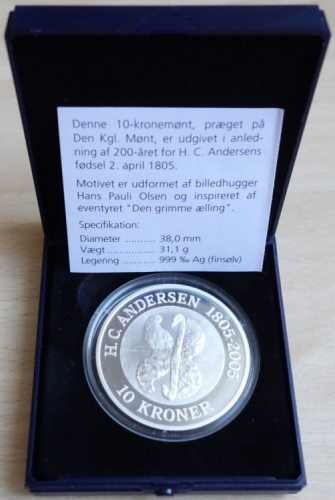 Denne 10-kronemønt, præget på
Den Kgl. Mønt, er udgivet i anled-
ning af 200-året for H. C. Andersens
fødsel 2. april 1805.
Motivet er udformet af billedhugger
Hans Pauli Olsen og inspireret af
eventyret "Den grimme ælling".
Specifikation:
Diameter .......... 38,0 mm
Vægt ............... 31,1 g
Legering .......... 999 ‰ Ag (finsølv)
H. C. ANDERSEN 1805-2005
10 KRONER